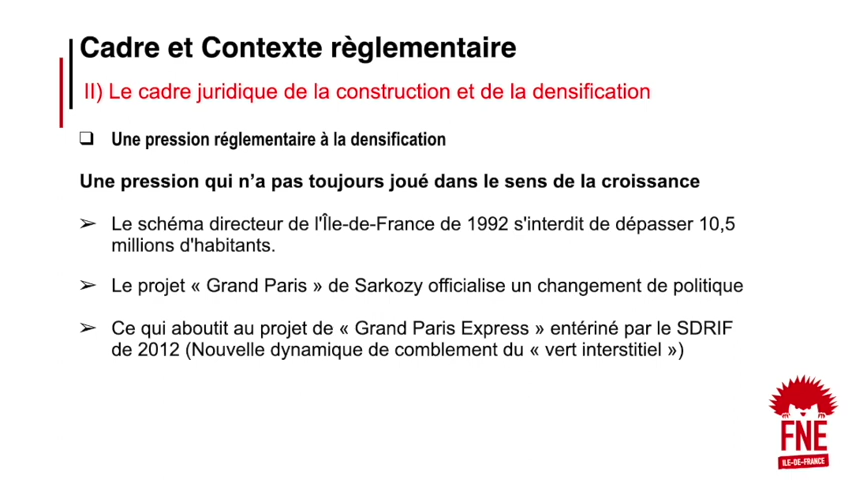 Cadre et Contexte règlementaire
II) Le cadre juridique de la construction et de la densification
❑ Une pression réglementaire à la densification
Une pression qui n’a pas toujours joué dans le sens de la croissance
➢ Le schéma directeur de l'Île-de-France de 1992 s'interdit de dépasser 10,5
millions d'habitants.
➢ Le projet « Grand Paris » de Sarkozy officialise un changement de politique
➢ Ce qui aboutit au projet de « Grand Paris Express » entériné par le SDRIF
de 2012 (Nouvelle dynamique de comblement du « vert interstitiel »)
FNE
ILE-DE-FRANCE